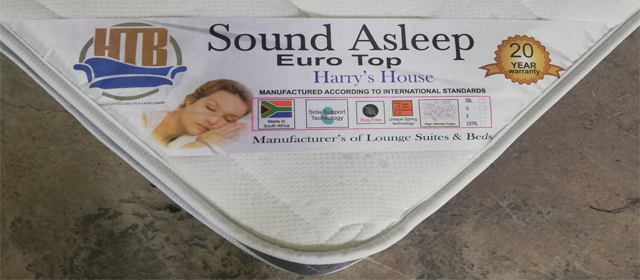 HTB
Sound Asleep
Euro Top
Harry's House
20
YEAR
warranty
MANUFACTURED ACCORDING TO INTERNATIONAL STANDARDS
Made in
South Africa
Side Support
Technology
Bug Free
Unique Spring
Technology
High Density Foam
DBL
Q
K
EXTRL
Manufacturer's of Lounge Suites & Beds